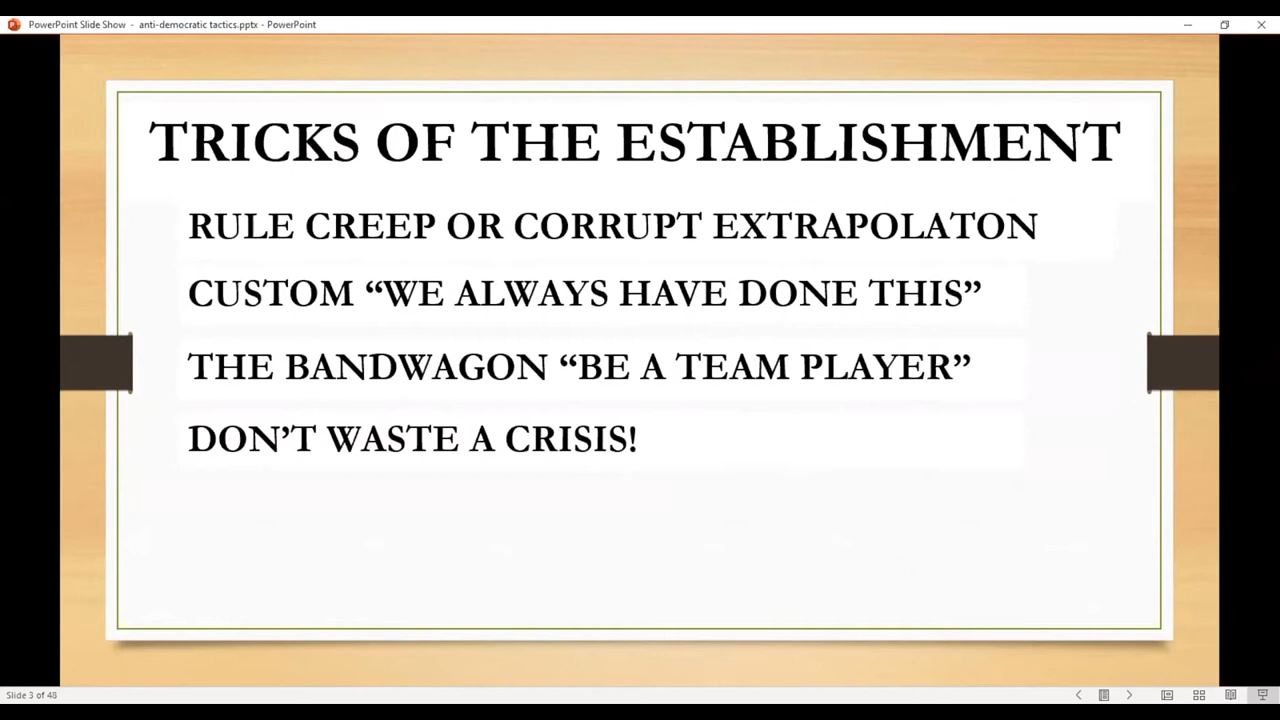 PowerPoint Slide Show - anti-democratic tactics.pptx - PowerPoint
TRICKS OF THE ESTABLISHMENT
RULE CREEP OR CORRUPT EXTRAPOLATON
CUSTOM “WE ALWAYS HAVE DONE THIS”
THE BANDWAGON “BE A TEAM PLAYER”
DON’T WASTE A CRISIS!
Slide 3 of 48